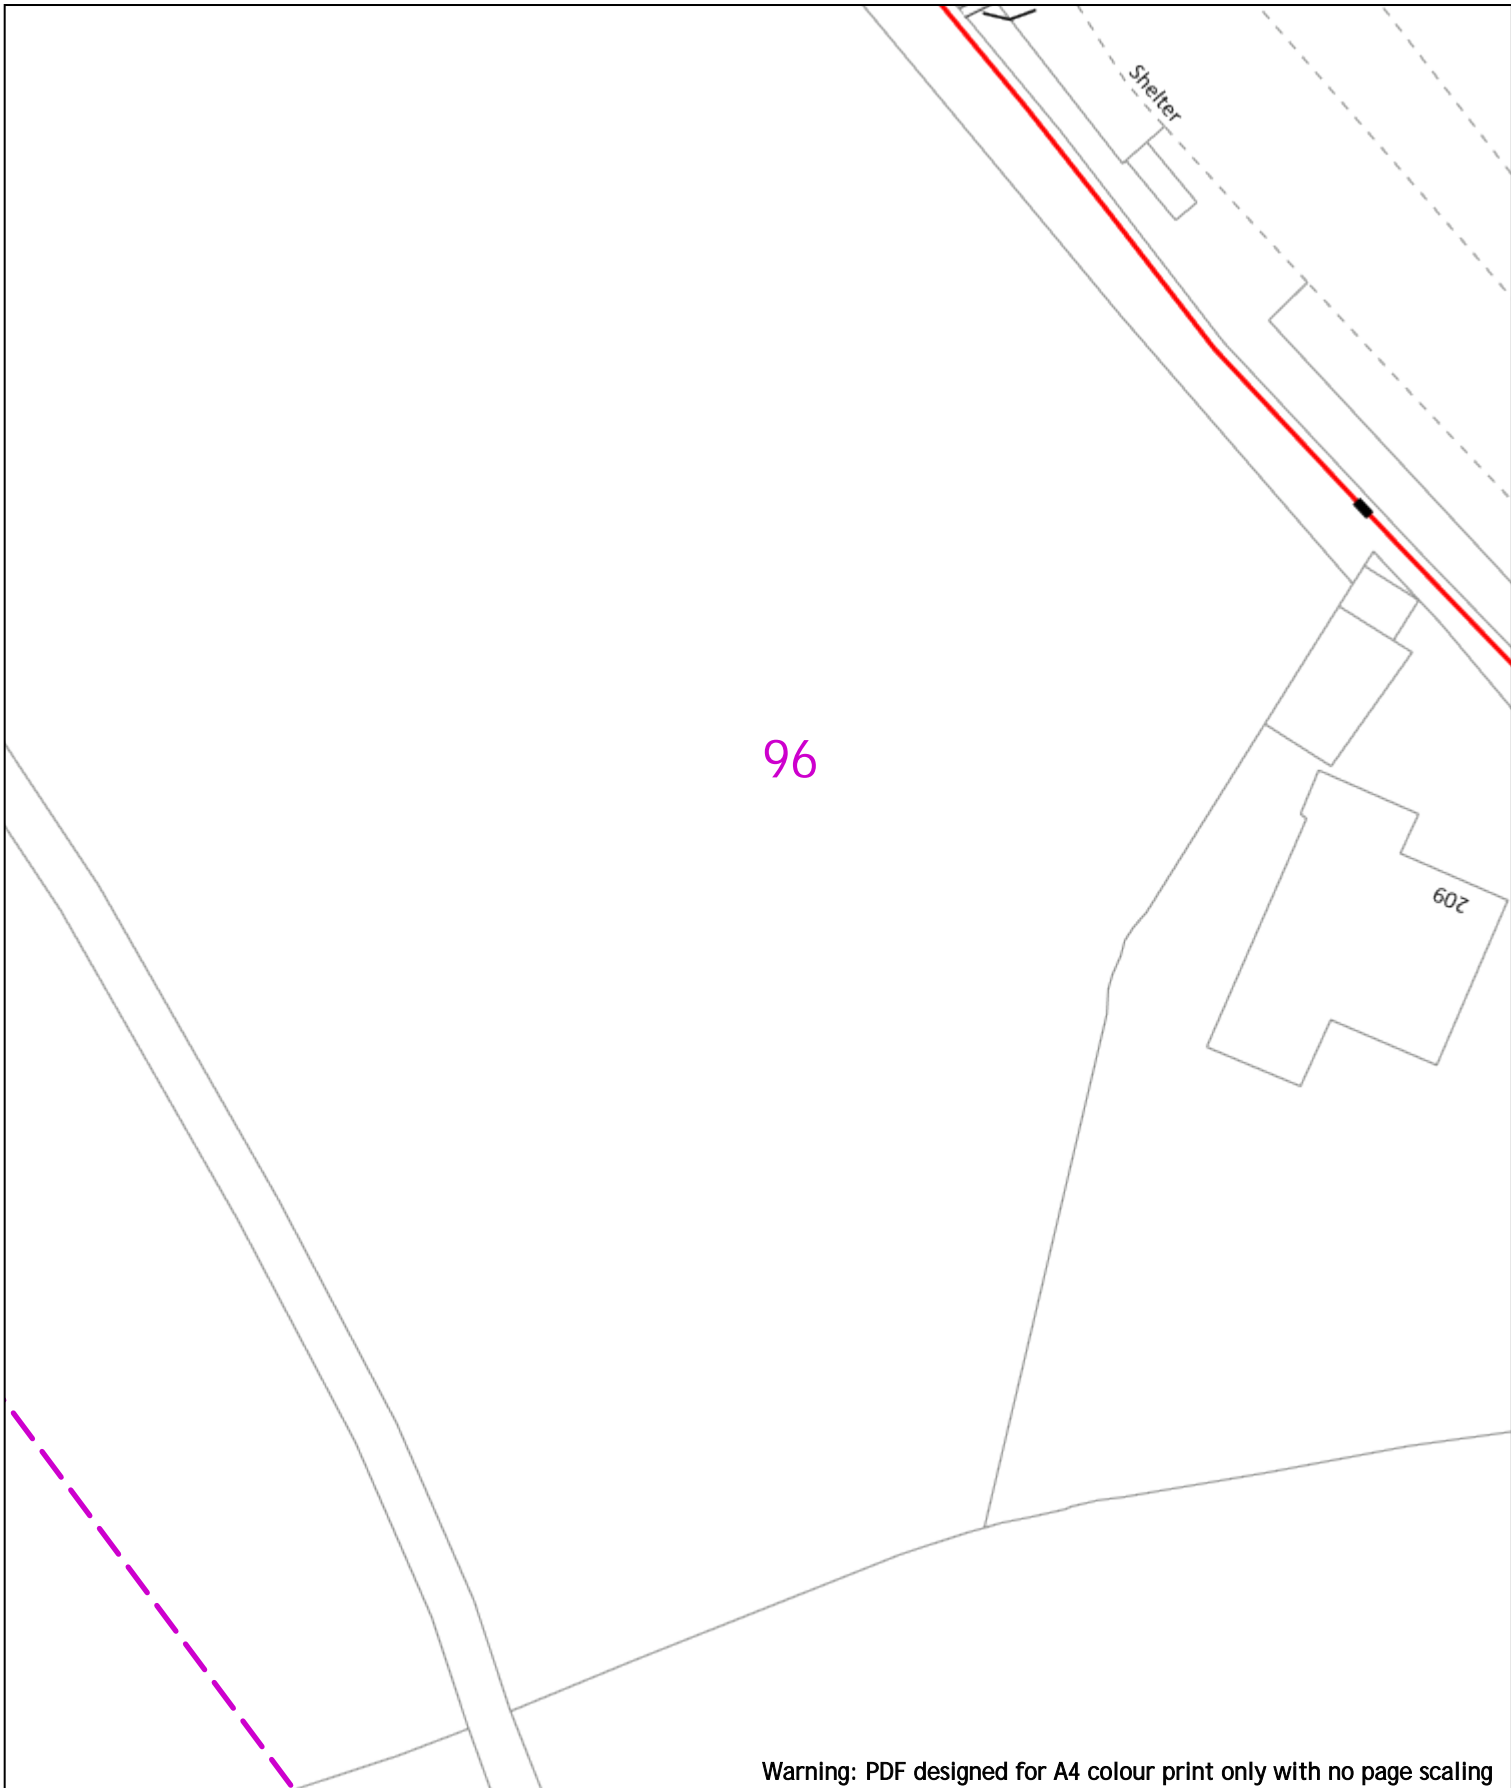 Shelter
96
209
Warning: PDF designed for A4 colour print only with no page scaling